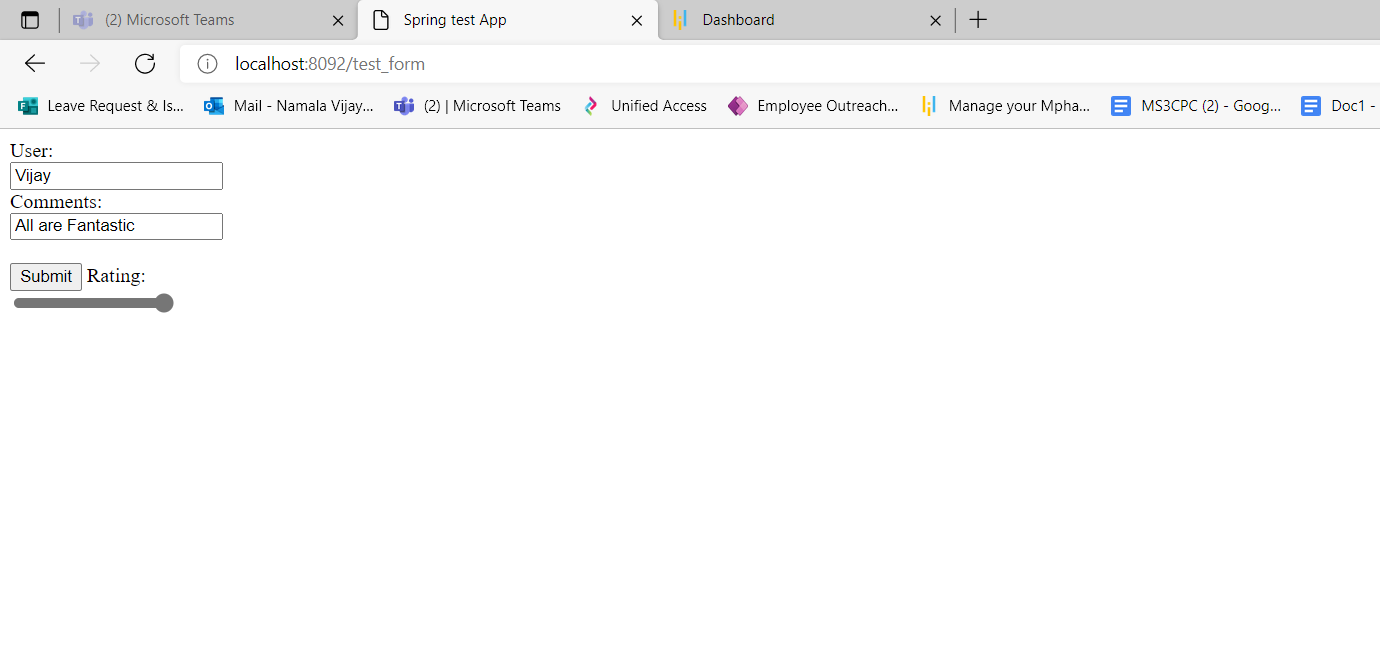 (2) Microsoft Teams Spring test App Dashboard
localhost:8092/test_form
Leave Request & Is... Mail - Namala Vijay... (2) | Microsoft Teams Unified Access Employee Outreach... Manage your Mpha... MS3CPC (2) - Goog... Doc1 -
User:
Vijay
Comments:
All are Fantastic
Submit Rating: